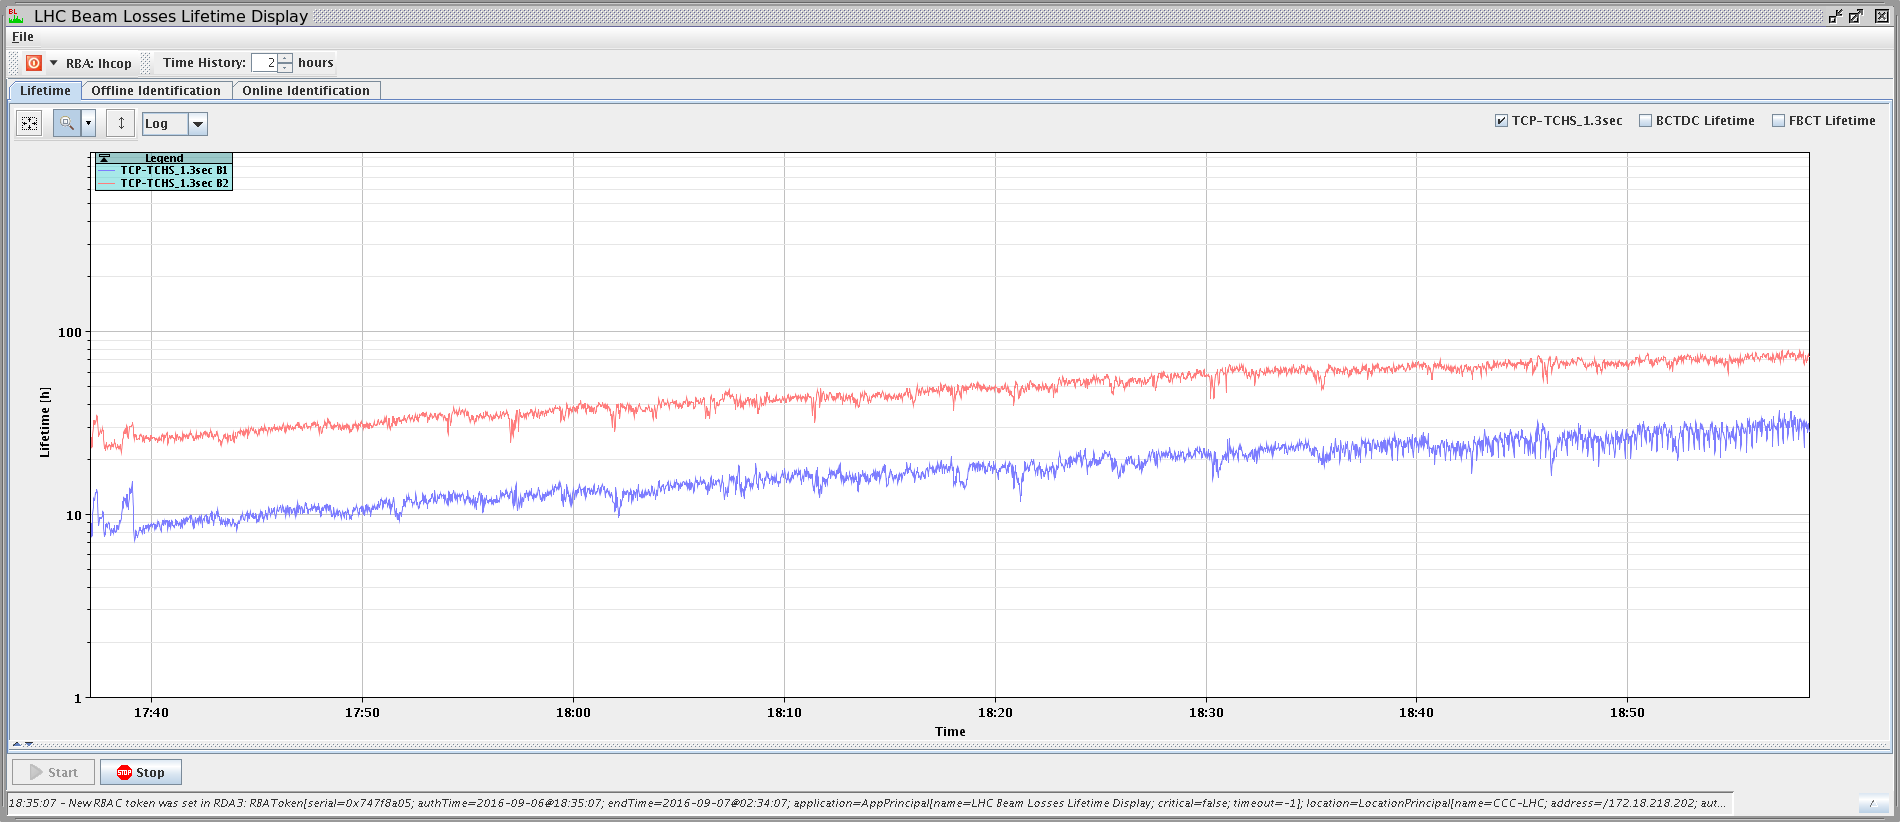 BL LHC Beam Losses Lifetime Display
File
RBA: lhcop Time History: 2 hours
Lifetime Offline Identification Online Identification
Log TCP-TCHS_1.3sec BCTDC Lifetime FBCT Lifetime
Legend
TCP-TCHS_1.3sec B1
TCP-TCHS_1.3sec B2
100
10
1
Lifetime [h]
17:40 17:50 18:00 18:10 18:20 18:30 18:40 18:50
Time
Start STOP Stop
18:35:07 - New RBAC token was set in RDA3: RBAToken[serial=0x747f8a05; authTime=2016-09-06@18:35:07; endTime=2016-09-07@02:34:07; application=AppPrincipal[name=LHC Beam Losses Lifetime Display; critical=false; timeout=-1]; location=LocationPrincipal[name=CCC-LHC; address=/172.18.218.202; aut...